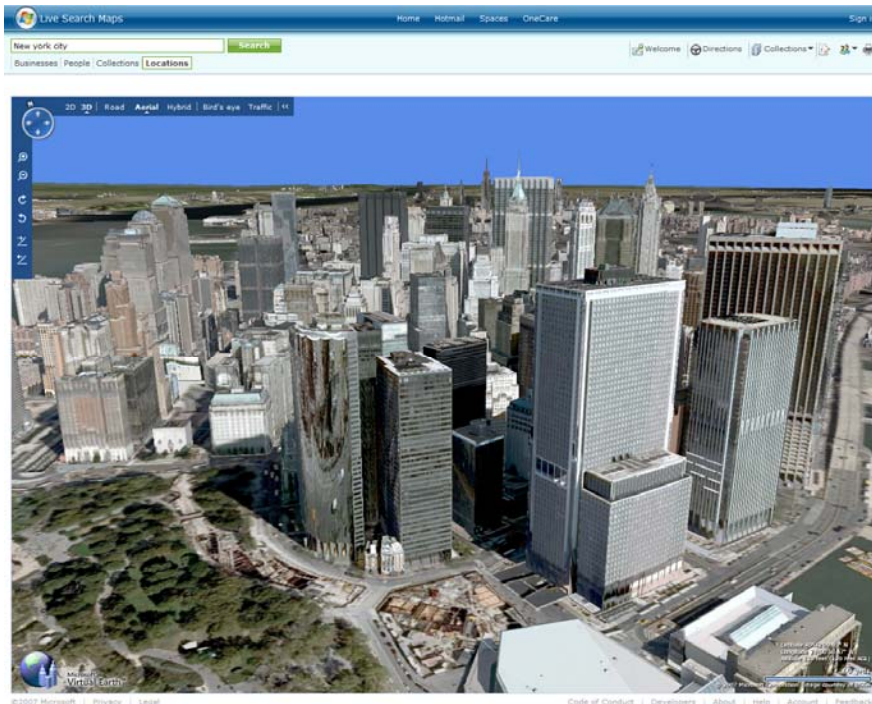 Live Search Maps
Home Hotmail Spaces OneCare
Sign
New york city
Search
Welcome Directions Collections
Businesses People Collections Locations
2D 3D Road Aerial Hybrid Bird's eye Traffic
Virtual Earth
©2007 Microsoft Privacy Legal
Code of Conduct Developers About Help Account Feedback